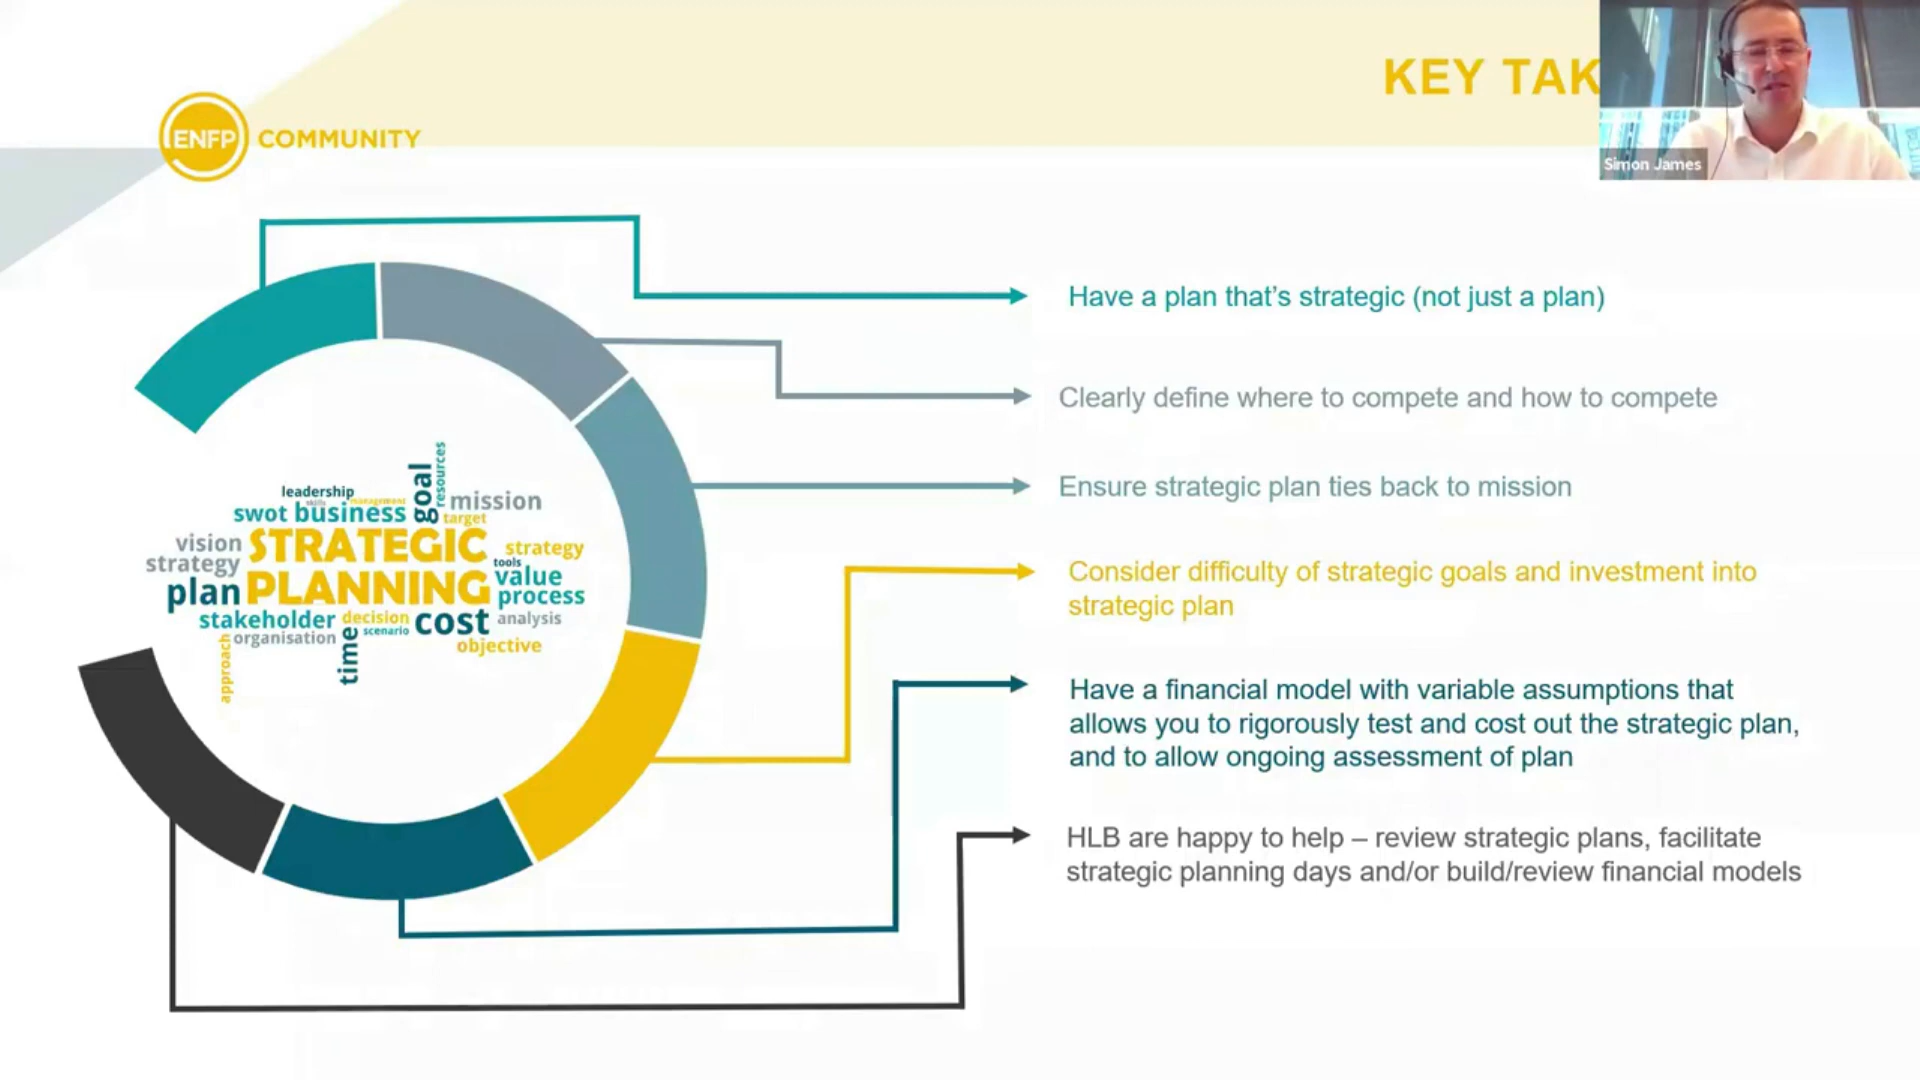 KEY TAK
Simon James
ENFP COMMUNITY
Have a plan that’s strategic (not just a plan)
Clearly define where to compete and how to compete
Ensure strategic plan ties back to mission
Consider difficulty of strategic goals and investment into
strategic plan
Have a financial model with variable assumptions that
allows you to rigorously test and cost out the strategic plan,
and to allow ongoing assessment of plan
HLB are happy to help – review strategic plans, facilitate
strategic planning days and/or build/review financial models
leadership
skills
management
goal
resources
mission
swot business
target
vision
STRATEGIC
strategy
strategy
tools
plan
PLANNING
value
process
stakeholder
decision
cost
analysis
organisation
scenario
time
objective
approach